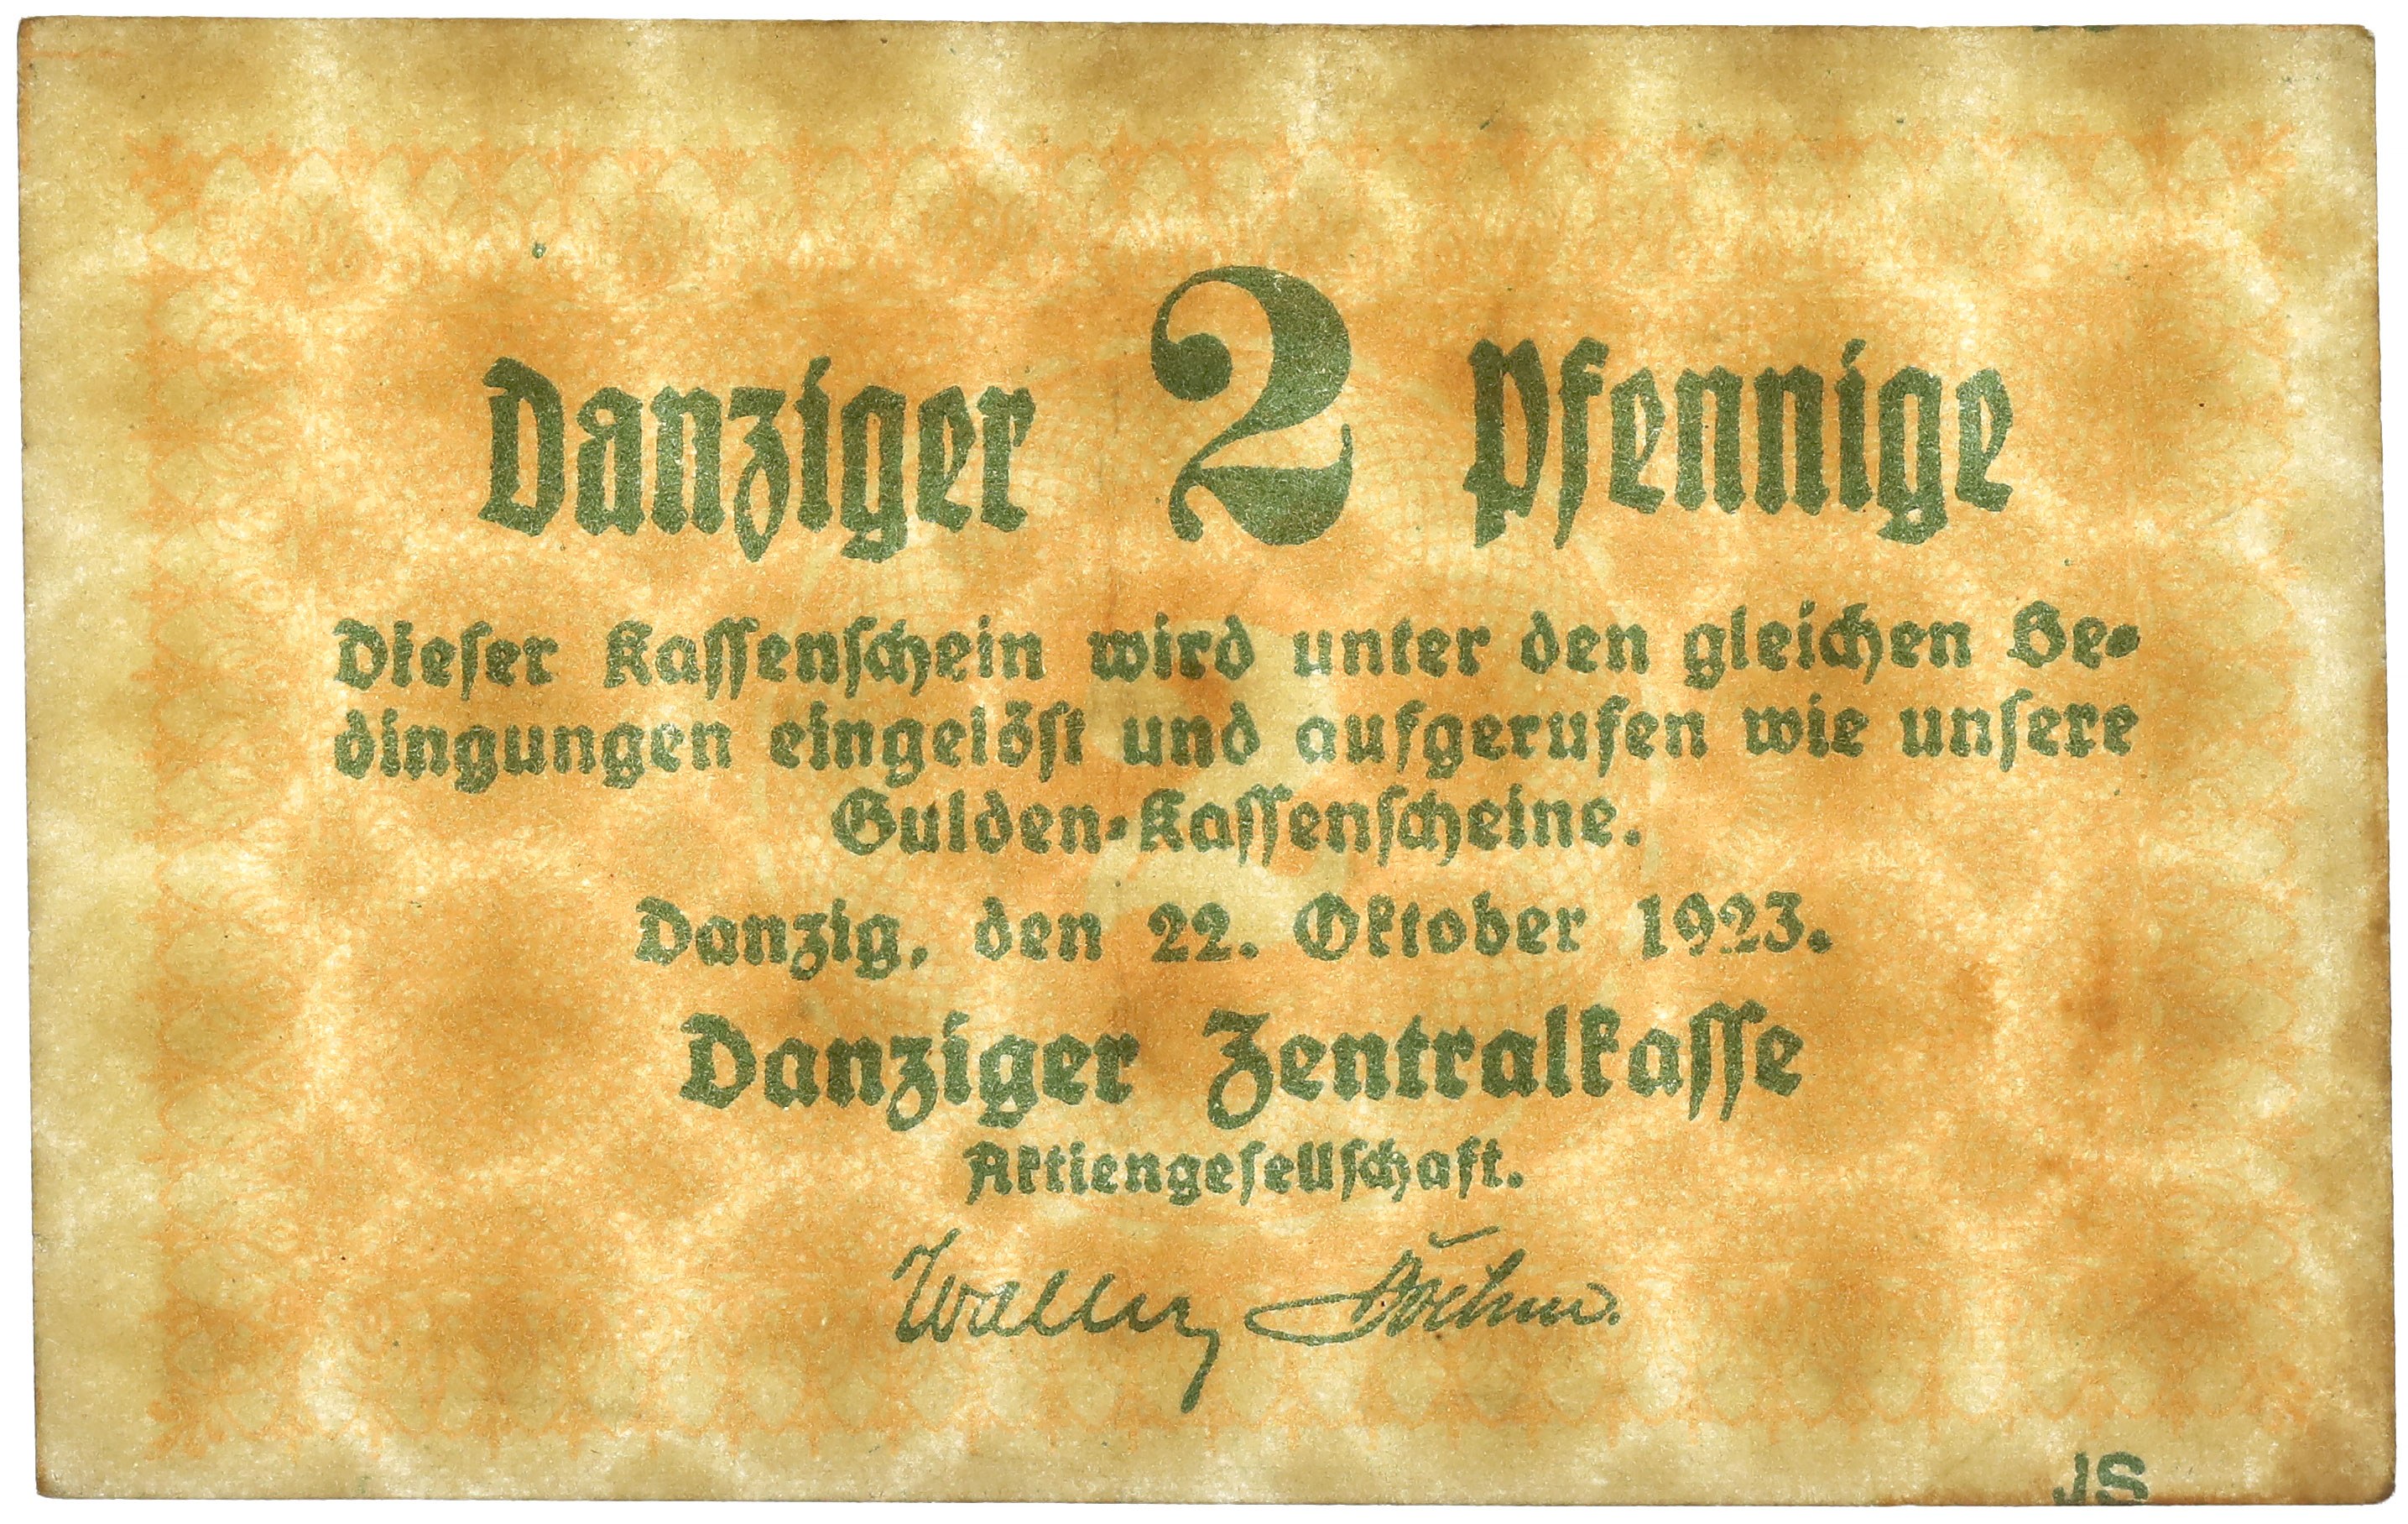 Danziger 2 Pfennige
Dieser Kassenschein wird unter den gleichen Be-
dingungen eingelöst und aufgerufen wie unsere
Gulden-Kassenscheine.
Danzig, den 22. Oktober 1923.
Danziger Zentralkasse
Aktiengesellschaft.
Böhm.
JS